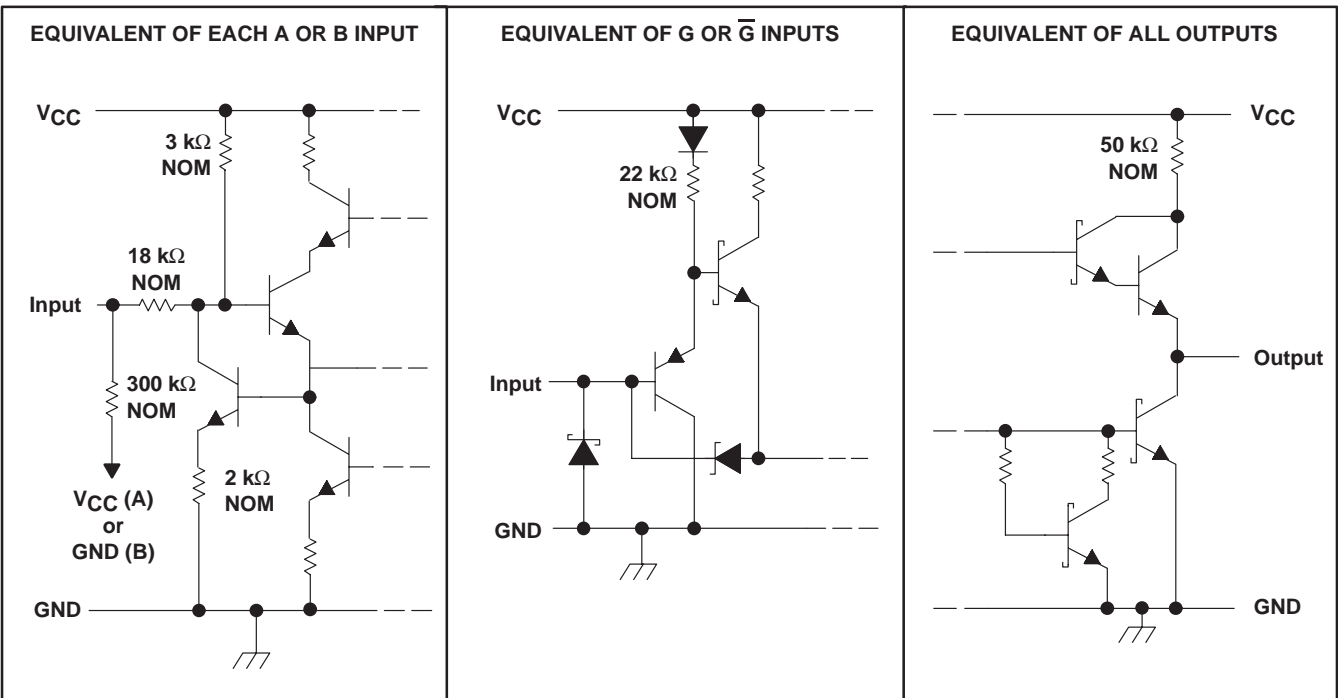 EQUIVALENT OF EACH A OR B INPUT
VCC
3 kΩ
NOM
18 kΩ
NOM
Input
300 kΩ
NOM
VCC (A)
or
GND (B)
2 kΩ
NOM
GND
EQUIVALENT OF G OR G̅ INPUTS
VCC
22 kΩ
NOM
Input
GND
EQUIVALENT OF ALL OUTPUTS
VCC
50 kΩ
NOM
Output
GND